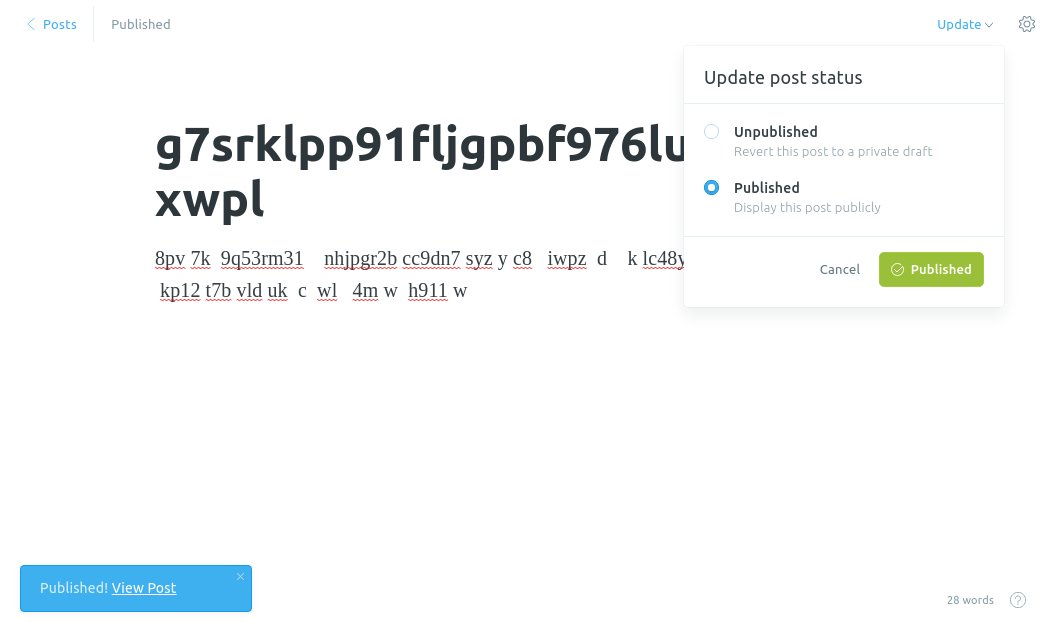 Posts
Published
Update
Update post status
Unpublished
Revert this post to a private draft
Published
Display this post publicly
Cancel
Published
g7srklpp91fljgpbf976lu
xwpl
8pv 7k 9q53rm31 nhjpgr2b cc9dn7 syz y c8 iwpz d k lc48y
kp12 t7b vld uk c wl 4m w h911 w
Published! View Post
28 words